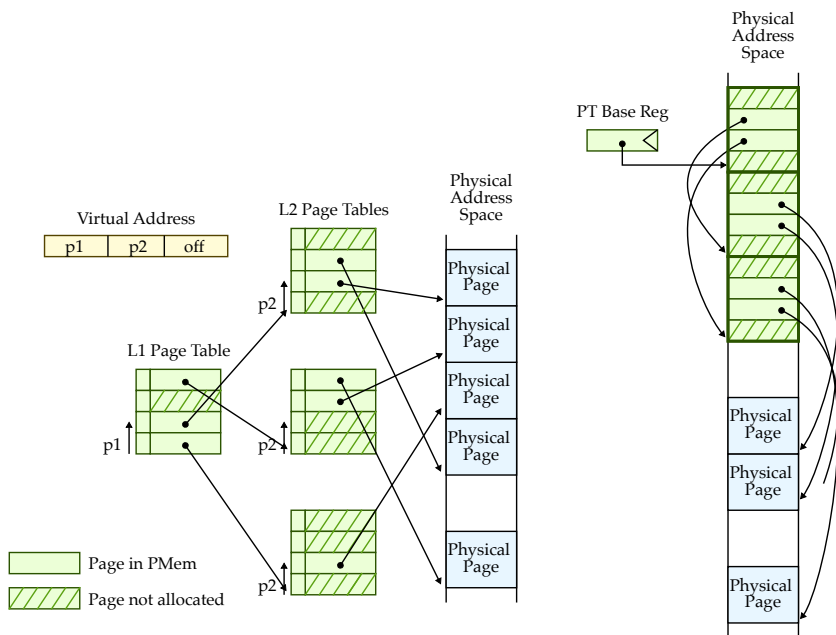 Physical
Address
Space
PT Base Reg
Virtual Address
p1 p2 off
L2 Page Tables
Physical
Address
Space
p2
L1 Page Table
p1
p2
p2
Physical
Page
Physical
Page
Physical
Page
Physical
Page
Physical
Page
Physical
Page
Physical
Page
Physical
Page
Page in PMem
Page not allocated